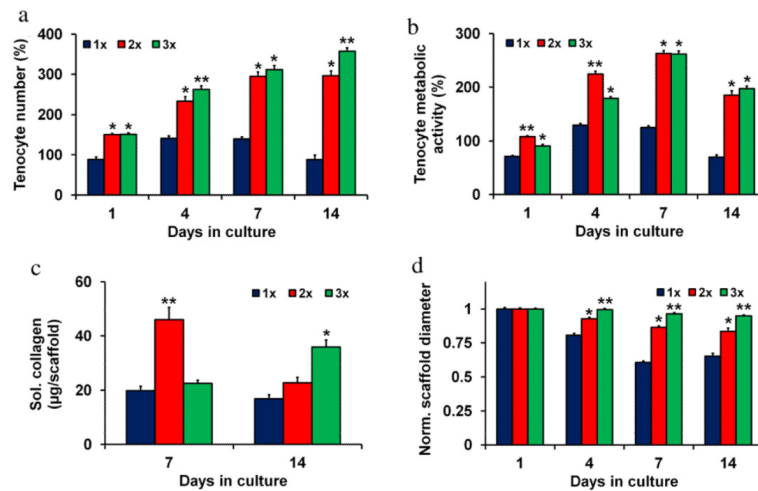 a
1x 2x 3x
Tenocyte number (%)
400
300
200
100
0
* *
* **
* *
* **
1 4 7 14
Days in culture
b
1x 2x 3x
Tenocyte metabolic
activity (%)
300
200
100
0
** *
** *
* *
* *
1 4 7 14
Days in culture
c
1x 2x 3x
Sol. collagen
(µg/scaffold)
60
40
20
0
**
*
7 14
Days in culture
d
1x 2x 3x
Norm. scaffold diameter
1
0.75
0.5
0.25
0
* **
* **
* **
1 4 7 14
Days in culture